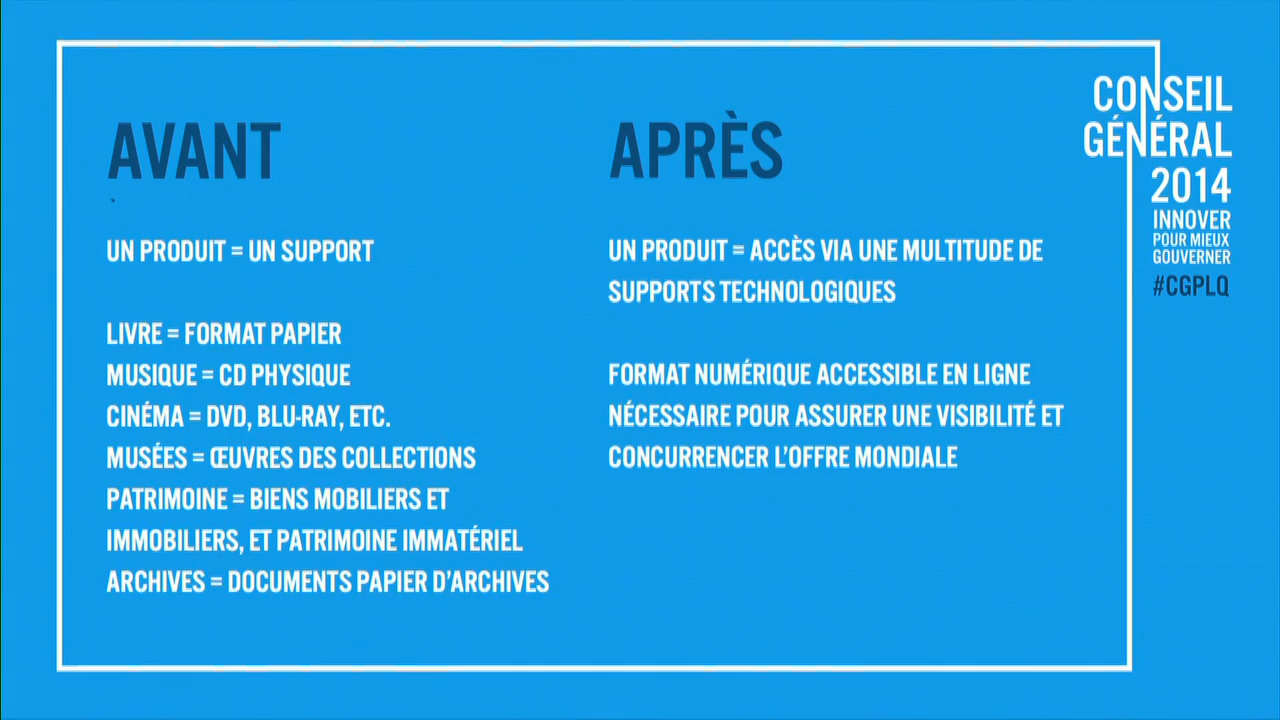 AVANT
UN PRODUIT = UN SUPPORT
LIVRE = FORMAT PAPIER
MUSIQUE = CD PHYSIQUE
CINÉMA = DVD, BLU-RAY, ETC.
MUSÉES = ŒUVRES DES COLLECTIONS
PATRIMOINE = BIENS MOBILIERS ET
IMMOBILIERS, ET PATRIMOINE IMMATÉRIEL
ARCHIVES = DOCUMENTS PAPIER D'ARCHIVES
APRÈS
UN PRODUIT = ACCÈS VIA UNE MULTITUDE DE
SUPPORTS TECHNOLOGIQUES
FORMAT NUMÉRIQUE ACCESSIBLE EN LIGNE
NÉCESSAIRE POUR ASSURER UNE VISIBILITÉ ET
CONCURRENCER L'OFFRE MONDIALE
CONSEIL
GÉNÉRAL
2014
INNOVER
POUR MIEUX
GOUVERNER
#CGPLQ